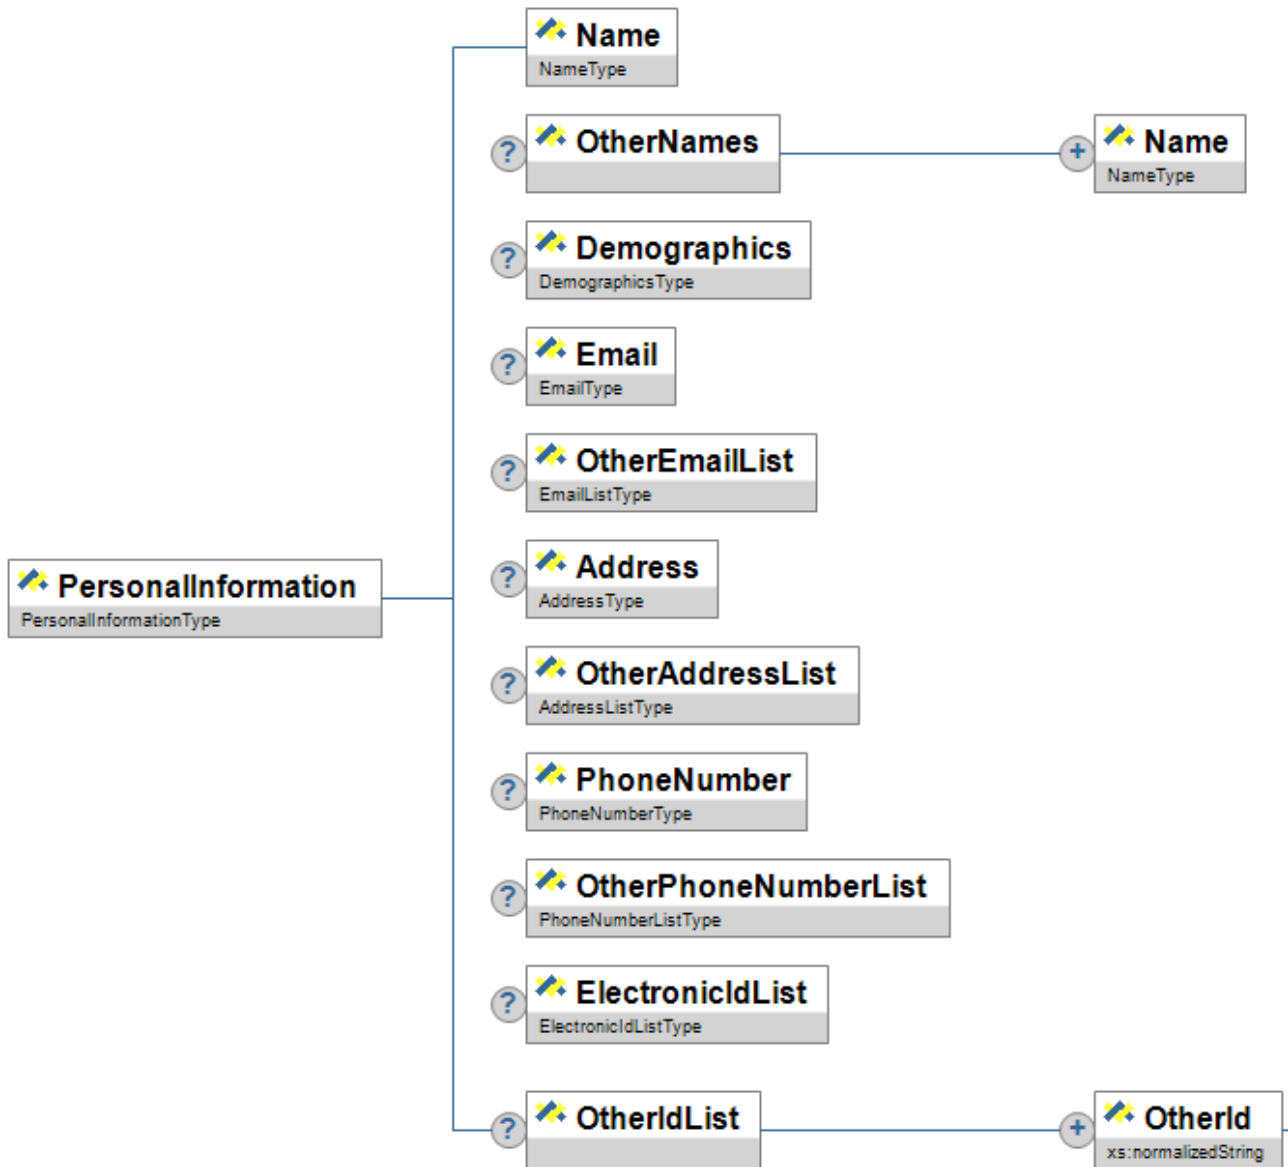 Name
NameType
?
OtherNames
+
Name
NameType
?
Demographics
DemographicsType
?
Email
EmailType
?
OtherEmailList
EmailListType
PersonalInformation
PersonalInformationType
?
Address
AddressType
?
OtherAddressList
AddressListType
?
PhoneNumber
PhoneNumberType
?
OtherPhoneNumberList
PhoneNumberListType
?
ElectronicIdList
ElectronicIdListType
?
OtherIdList
+
OtherId
xs:normalizedString